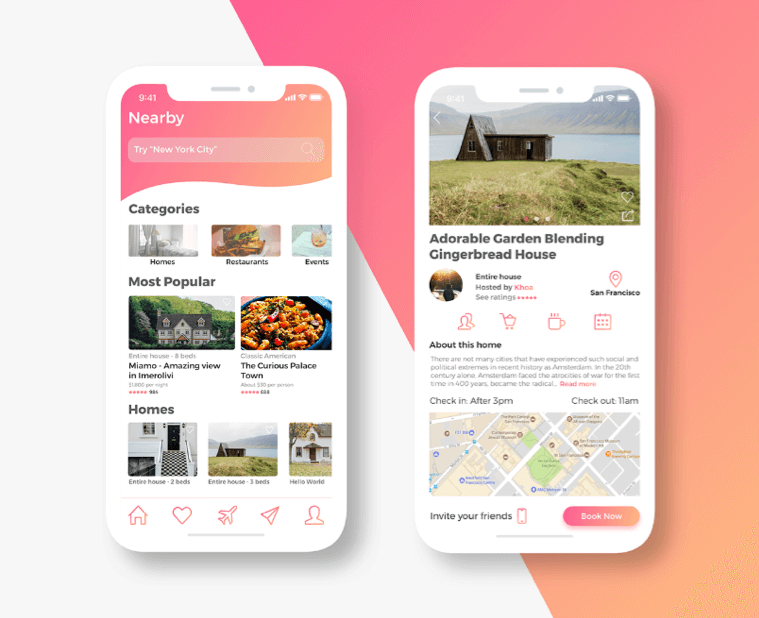 9:41
Nearby
Try "New York City"
Categories
Homes
Restaurants
Events
Most Popular
Entire house - 8 beds
Miamo - Amazing view
in Imerolivi
$1.800 per night
984
Classic American
The Curious Palace
Town
About $30 per person
688
Homes
Entire house - 2 beds
Entire house - 3 beds
Hello World
9:41
Adorable Garden Blending
Gingerbread House
Entire house
Hosted by Khoa
See ratings
San Francisco
About this home
There are not many cities that have experienced such social and
political extremes in recent history as Amsterdam. In the 20th
century alone. Amsterdam faced the atrocities of war for the first
time in 400 years, became the radical... Read more
Check in: After 3pm
Check out: 11am
Invite your friends
Book Now